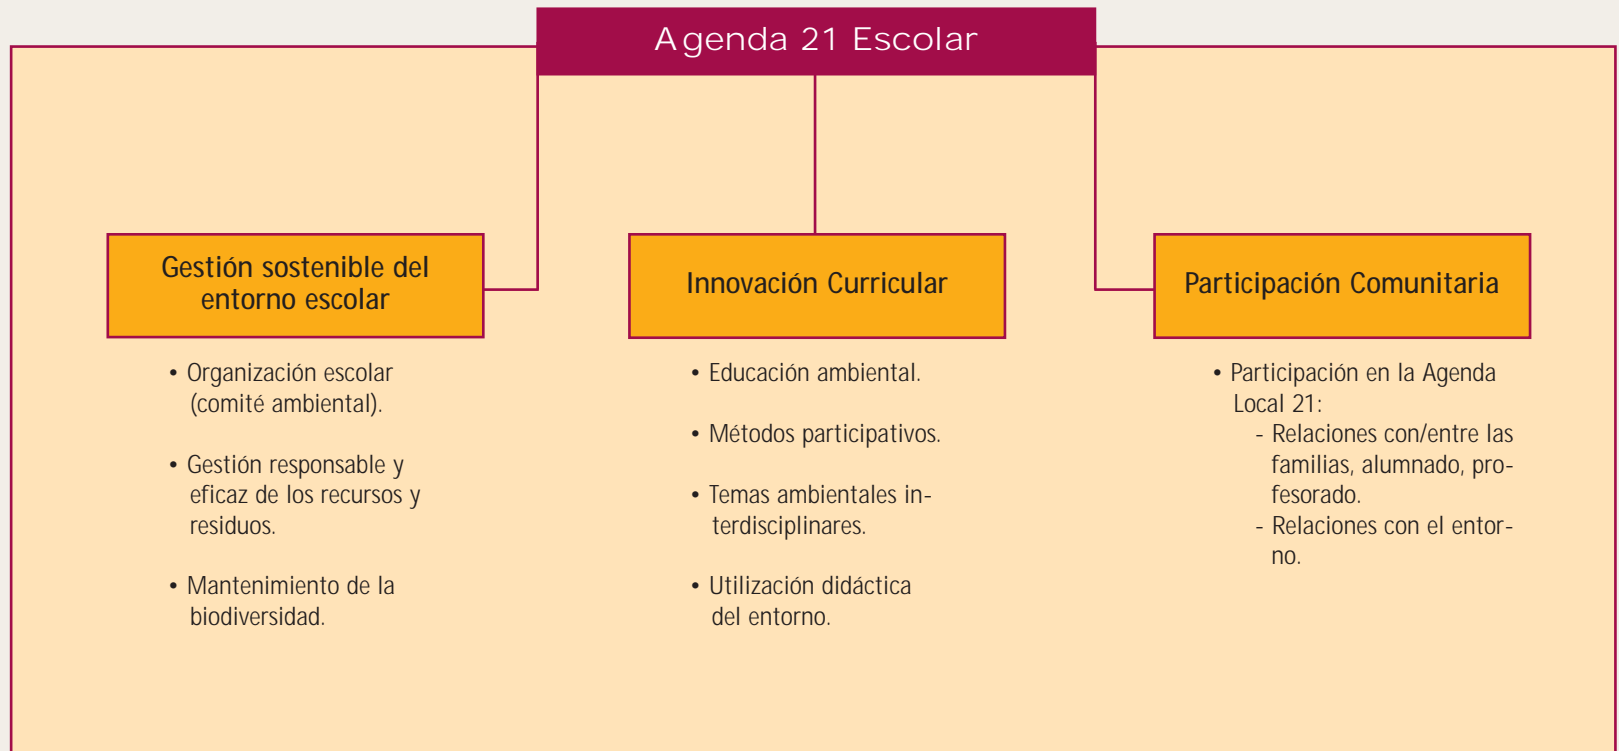 Agenda 21 Escolar
Gestión sostenible del
entorno escolar
• Organización escolar
(comité ambiental).
• Gestión responsable y
eficaz de los recursos y
residuos.
• Mantenimiento de la
biodiversidad.
Innovación Curricular
• Educación ambiental.
• Métodos participativos.
• Temas ambientales in-
terdisciplinares.
• Utilización didáctica
del entorno.
Participación Comunitaria
• Participación en la Agenda
Local 21:
- Relaciones con/entre las
familias, alumnado, pro-
fesorado.
- Relaciones con el entor-
no.